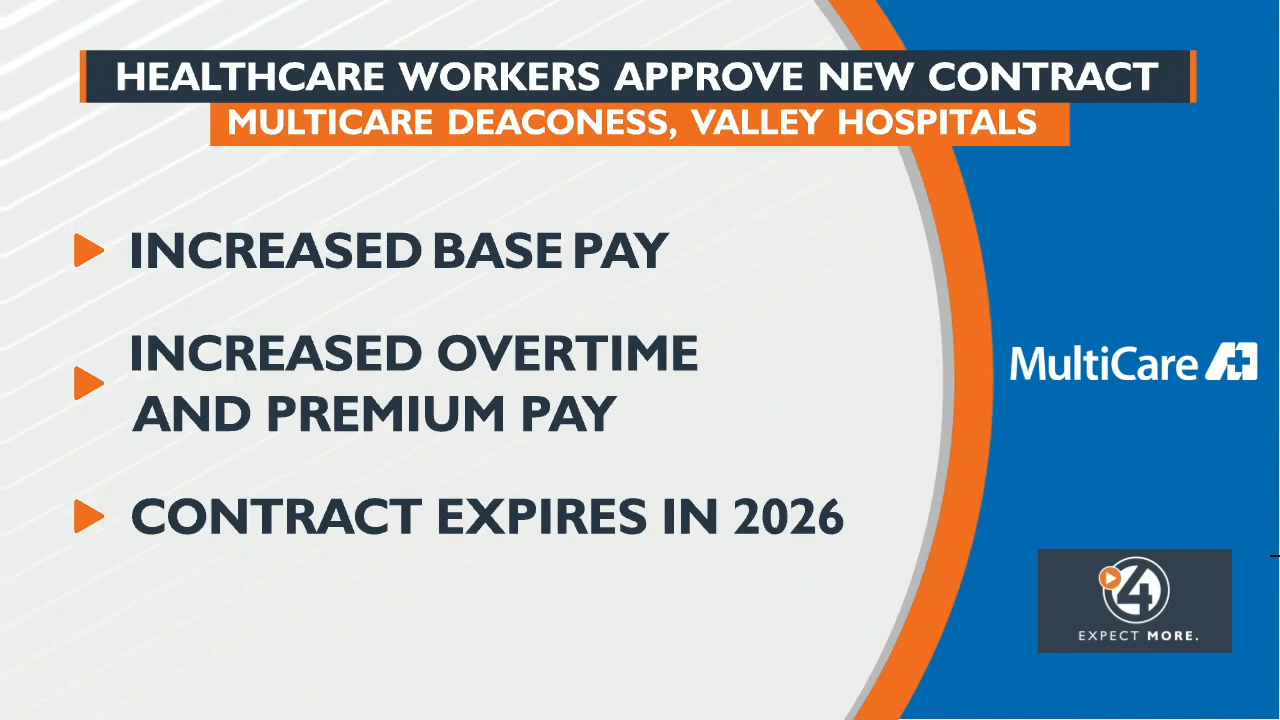 HEALTHCARE WORKERS APPROVE NEW CONTRACT
MULTICARE DEACONESS, VALLEY HOSPITALS
INCREASED BASE PAY
INCREASED OVERTIME
AND PREMIUM PAY
CONTRACT EXPIRES IN 2026
MultiCare
4
EXPECT MORE.